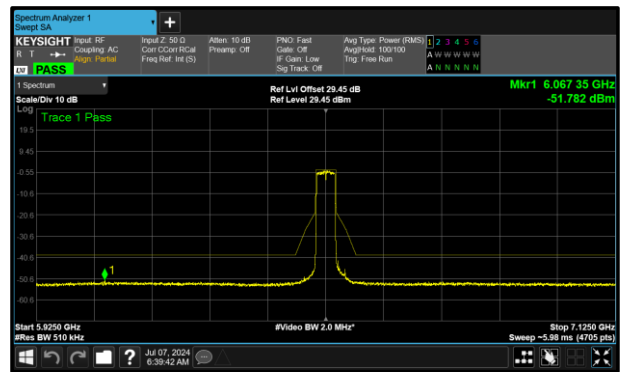 Spectrum Analyzer 1
Swept SA
+
KEYSIGHT
R T
LXI
PASS
Input: RF
Coupling: AC
Align: Partial
Input Z: 50 Ω
Corr CCorr RCal
Freq Ref: Int (S)
Atten: 10 dB
Preamp: Off
PNO: Fast
Gate: Off
IF Gain: Low
Sig Track: Off
Avg Type: Power (RMS)
Avg|Hold: 100/100
Trig: Free Run
1 2 3 4 5 6
A W W W W W
A N N N N N
1 Spectrum
Scale/Div 10 dB
Ref Lvl Offset 29.45 dB
Ref Level 29.45 dBm
Mkr1 6.067 35 GHz
-51.782 dBm
Log
Trace 1 Pass
19.5
9.45
-0.55
-10.6
-20.6
-30.6
-40.6
-50.6
-60.6
1
Start 5.9250 GHz
#Res BW 510 kHz
#Video BW 2.0 MHz*
Stop 7.1250 GHz
Sweep ~5.98 ms (4705 pts)
?
Jul 07, 2024
6:39:42 AM